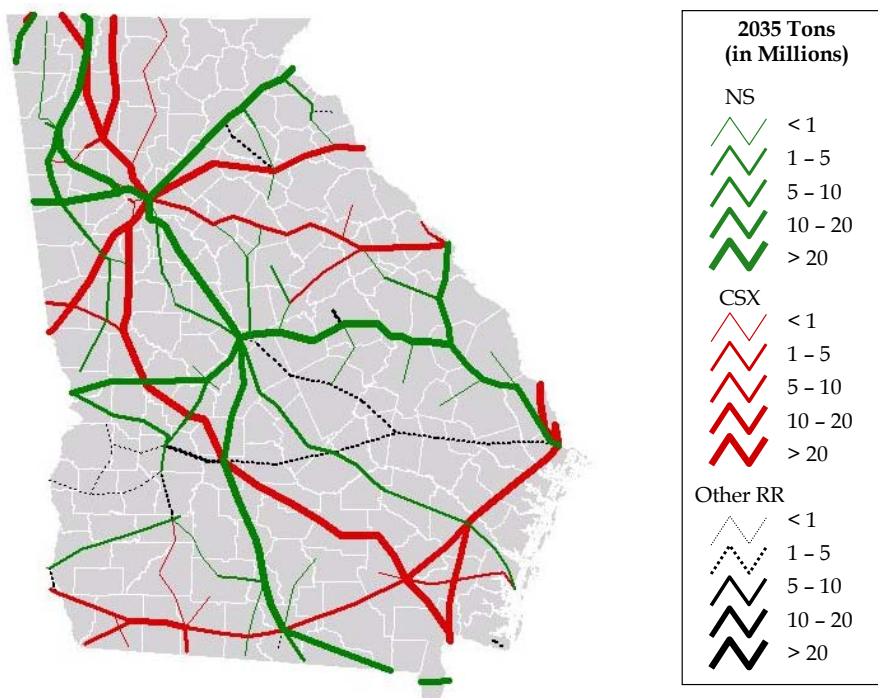 2035 Tons
(in Millions)
NS
< 1
1 – 5
5 – 10
10 – 20
> 20
CSX
< 1
1 – 5
5 – 10
10 – 20
> 20
Other RR
< 1
1 – 5
5 – 10
10 – 20
> 20